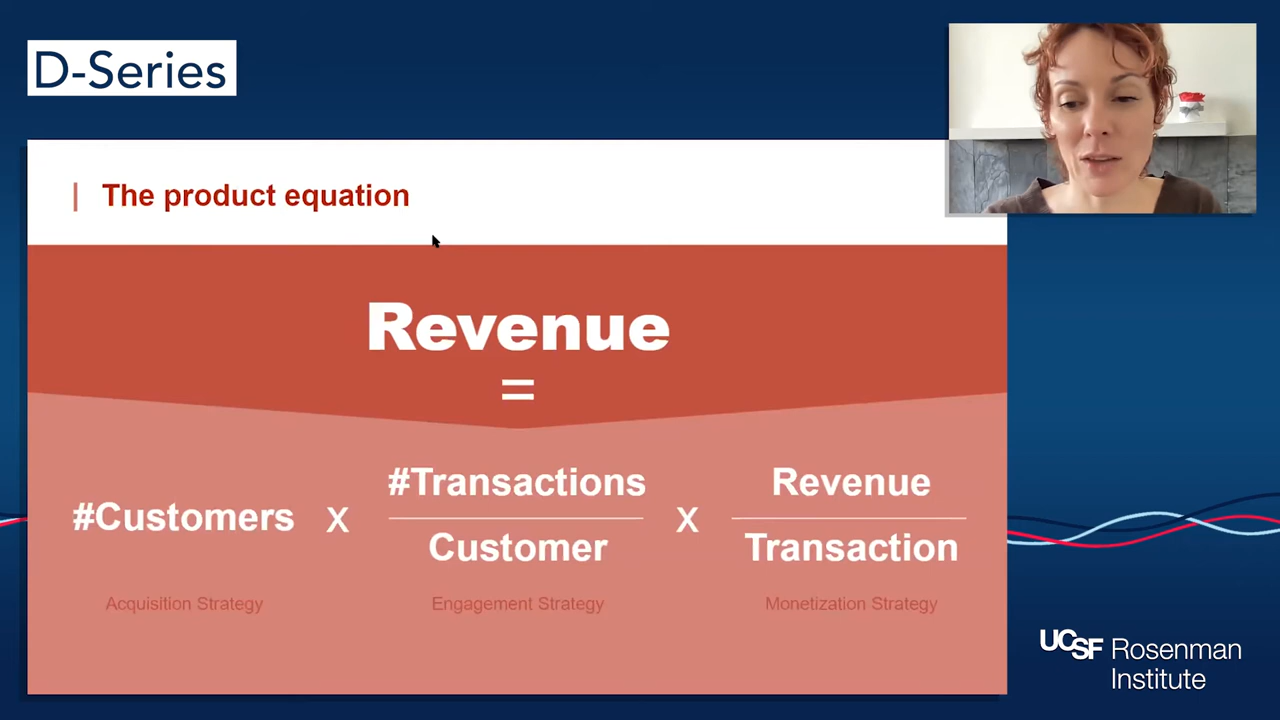 D-Series
| The product equation
Revenue
=
#Customers x #Transactions x Revenue
Customer Transaction
Acquisition Strategy Engagement Strategy Monetization Strategy
UCSF Rosenman
Institute